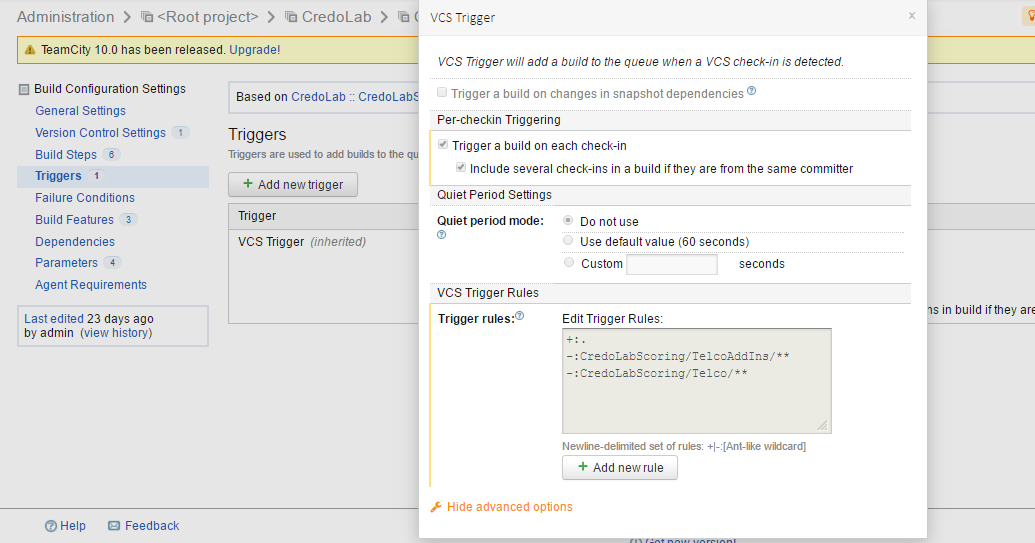 Administration > <Root project> > CredoLab >
TeamCity 10.0 has been released. Upgrade!
Build Configuration Settings
General Settings
Version Control Settings 1
Build Steps 6
Triggers 1
Failure Conditions
Build Features 3
Dependencies
Parameters 4
Agent Requirements
Last edited 23 days ago
by admin (view history)
Based on CredoLab :: CredoLabS
Triggers
Triggers are used to add builds to the qu
+ Add new trigger
Trigger
VCS Trigger (inherited)
VCS Trigger
x
VCS Trigger will add a build to the queue when a VCS check-in is detected.
Trigger a build on changes in snapshot dependencies ?
Per-checkin Triggering
Trigger a build on each check-in
Include several check-ins in a build if they are from the same committer
Quiet Period Settings
Quiet period mode: ?
Do not use
Use default value (60 seconds)
Custom seconds
VCS Trigger Rules
Trigger rules: ?
Edit Trigger Rules:
+:.
-:CredoLabScoring/TelcoAddIns/**
-:CredoLabScoring/Telco/**
Newline-delimited set of rules: +|-:[Ant-like wildcard]
+ Add new rule
Hide advanced options
ns in build if they are
? Help
Feedback
Got new version!